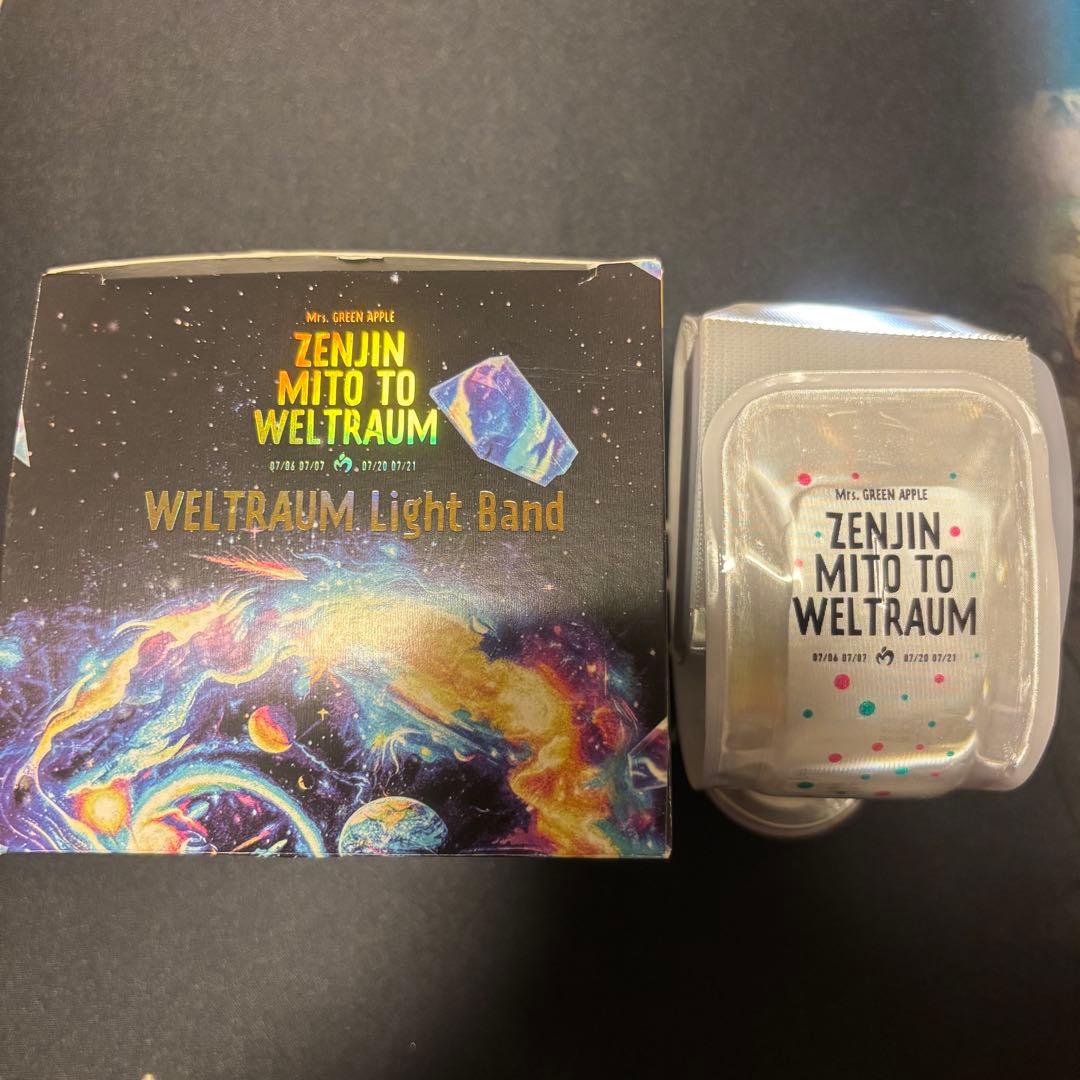 Mrs. GREEN APPLE
ZENJIN
MITO TO
WELTRAUM
07/06 07/07 07/20 07/21
WELTRAUM Light Band
Mrs. GREEN APPLE
ZENJIN
MITO TO
WELTRAUM
07/06 07/07 07/20 07/21